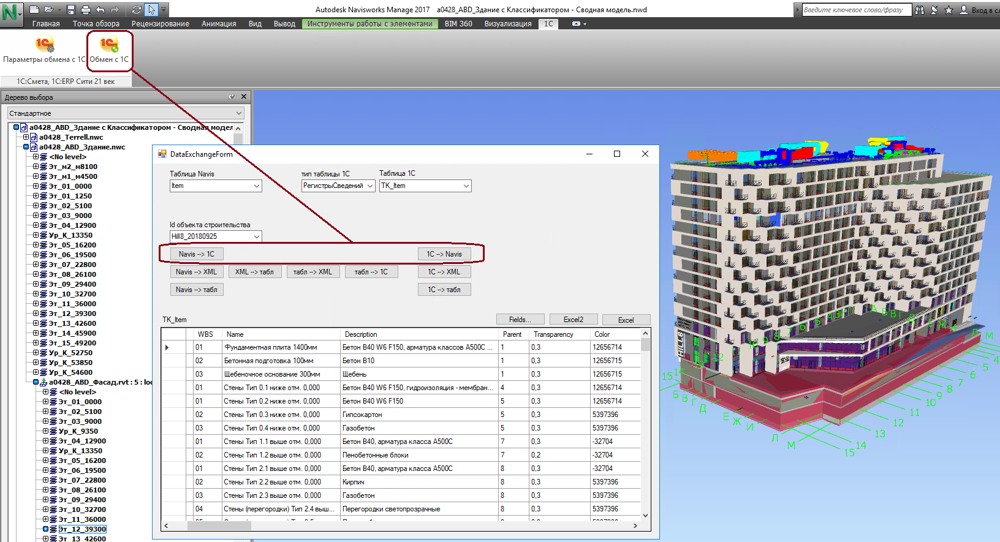 Autodesk Navisworks Manage 2017 a0428_ABD_Здание с Классификатором - Сводная модель.nwd
Введите ключевое слово/фразу
Вход в сл
Главная Точка обзора Рецензирование Анимация Вид Вывод Инструменты работы с элементами BIM 360 Визуализация 1С
Параметры обмена с 1С Обмен с 1С
1С:Смета, 1С:ERP Сити 21 век
Дерево выбора
Стандартное
a0428_ABD_Здание с Классификатором - Сводная модел
a0428_Terrell.nwc
a0428_ABD_Здание.nwc
<No level>
Эт_м2_м8100
Эт_м1_м4500
Эт_01_0000
Эт_01_1250
Эт_02_5100
Эт_03_9000
Эт_04_12900
Ур_К_13350
Эт_05_16200
Эт_06_19500
Эт_07_22800
Эт_08_26100
Эт_09_29400
Эт_10_32700
Эт_11_36000
Эт_12_39300
Эт_13_42600
Эт_14_45900
Эт_15_49200
Ур_К_52750
Ур_К_53850
Ур_К_54600
a0428_ABD_Фасад.rvt : 5 : loc
<No level>
Эт_01_0000
Эт_02_5100
Эт_03_9000
Ур_К_9350
Эт_04_12900
Ур_К_13350
Эт_05_16200
Эт_06_19500
Эт_07_22800
Эт_08_26100
Эт_09_29400
Эт_10_32700
Эт_11_36000
Эт_12_39300
Эт_13_42600
DataExchangeForm
Таблица Navis тип таблицы 1С Таблица 1С
Item РегистрыСведений TK_Item
Id объекта строительства
Hill8_20180925
Navis --> 1С 1С --> Navis
Navis --> XML XML --> табл табл --> XML табл --> 1С 1С --> XML
Navis --> табл 1С --> табл
TK_Item Fields... Excel2 Excel
WBS Name Description Parent Transparency Color
01 Фундаментная плита 1400мм Бетон B40 W6 F150, арматура классов А500С ... 1 0,3 12656714
02 Бетонная подготовка 100мм Бетон В10 1 0,3 12656715
03 Щебеночное основание 300мм Щебень 1 0,3 12656715
01 Стены Тип 0.1 ниже отм. 0,000 Бетон B40 W6 F150, гидроизоляция - мембран... 4 0,3 12656714
01 Стены Тип 0.2 ниже отм. 0,000 Бетон B40 W6 F150 5 0,3 12656714
02 Стены Тип 0.3 ниже отм. 0,000 Гипсокартон 5 0,3 5397396
03 Стены Тип 0.4 ниже отм. 0,000 Газобетон 5 0,3 5397396
01 Стены Тип 1.1 выше отм. 0,000 Бетон B40, арматура класса А500С 7 0,3 -32704
02 Стены Тип 1.2 выше отм. 0,000 Пенобетонные блоки 7 0,2 -32704
01 Стены Тип 2.1 выше отм. 0,000 Бетон B40, арматура класса А500С 8 0,3 -32704
02 Стены Тип 2.2 выше отм. 0,000 Кирпич 8 0,3 5397396
03 Стены Тип 2.3 выше отм. 0,000 Газобетон 8 0,3 5397396
04 Стены (перегородки) Тип 2.4 выш... Перегородки светопрозрачные 8 0,3 5397396
HILL8
15 14 13 12
10 9 8 7 6
Б В Г Д Е Ж И Л М
15 14 13 12 11 10 9 8 7 6 5 4